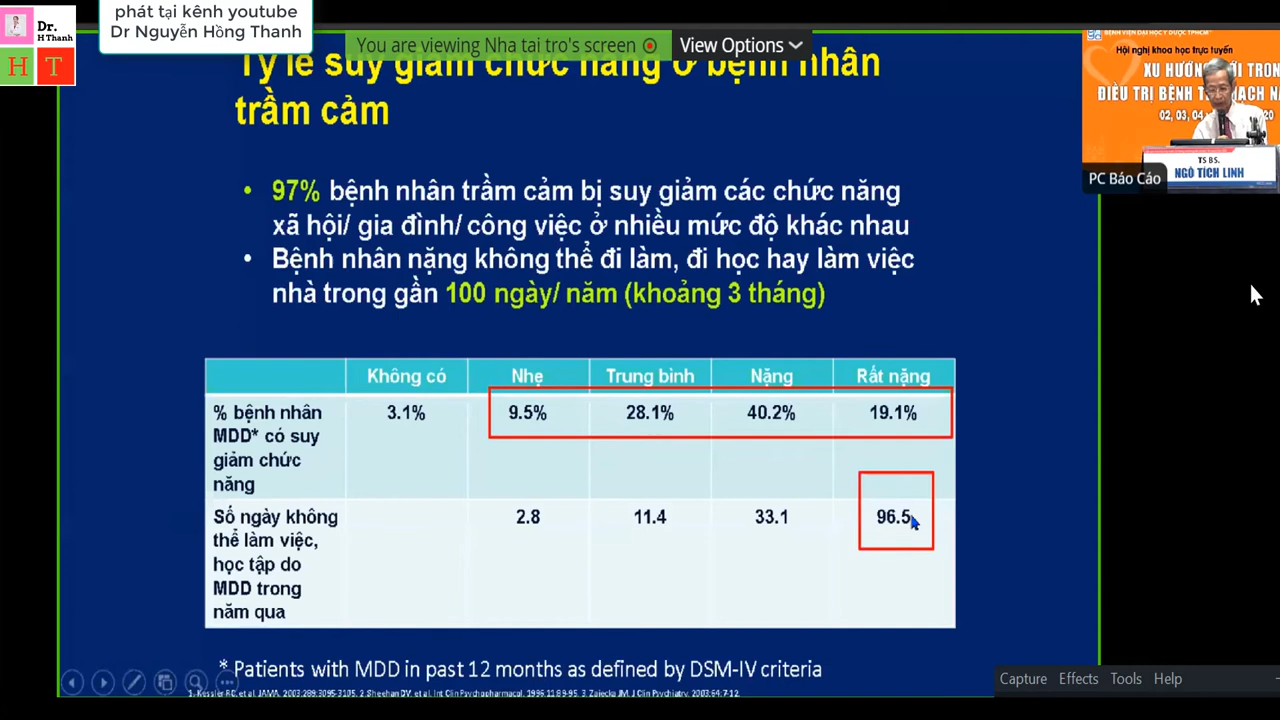 phát tại kênh youtube
Dr Nguyễn Hồng Thanh
Dr.
H Thanh
H T
You are viewing Nha tai tro's screen
View Options
Tỷ lệ suy giảm chức năng ở bệnh nhân
trầm cảm
• 97% bệnh nhân trầm cảm bị suy giảm các chức năng
xã hội/ gia đình/ công việc ở nhiều mức độ khác nhau
• Bệnh nhân nặng không thể đi làm, đi học hay làm việc
nhà trong gần 100 ngày/ năm (khoảng 3 tháng)
Không có Nhẹ Trung bình Nặng Rất nặng
% bệnh nhân
MDD* có suy
giảm chức
năng
3.1% 9.5% 28.1% 40.2% 19.1%
Số ngày không
thể làm việc,
học tập do
MDD trong
năm qua
2.8 11.4 33.1 96.5
* Patients with MDD in past 12 months as defined by DSM-IV criteria
1. Kessler RC, et al. JAMA. 2003;289:3095-3105. 2.Sheehan DV, et al. Int Clin Psychopharmacol. 1996;11:89-95. 3. Zajecka JM. J Clin Psychiatry. 2003;64:7-12.
BỆNH VIỆN ĐẠI HỌC Y DƯỢC TPHCM
Hội nghị khoa học trực tuyến
XU HƯỚNG MỚI TRON
ĐIỀU TRỊ BỆNH T MẠCH N
02, 03, 04 20
TS BS.
NGÔ TÍCH LINH
PC Báo Cáo
Capture Effects Tools Help